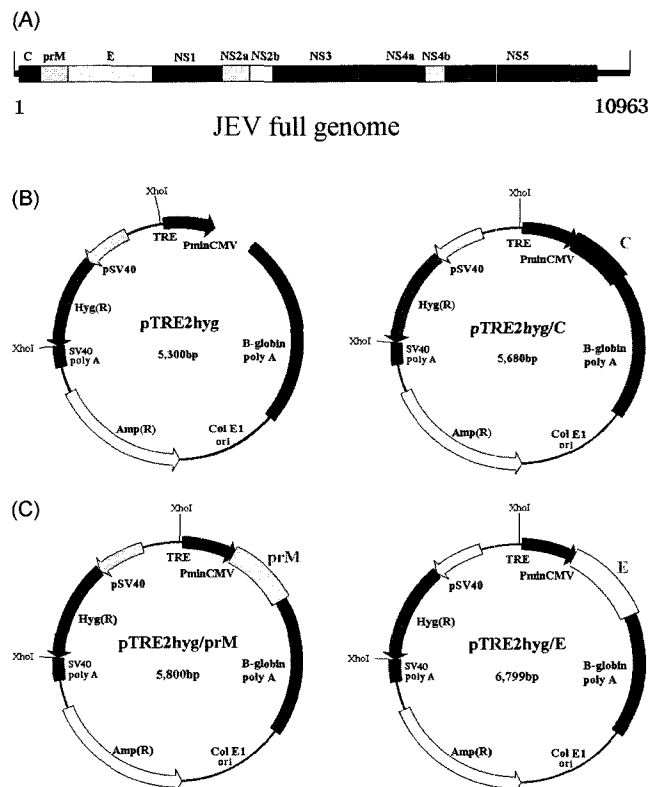 (A)
C prM E NS1 NS2a NS2b NS3 NS4a NS4b NS5
1 10963
JEV full genome
(B)
XhoI
TRE
PminCMV
pSV40
Hyg(R)
pTRE2hyg
XhoI
SV40
poly A
5,300bp
B-globin
poly A
Amp(R)
Col E1
ori
XhoI
TRE
PminCMV
C
pSV40
Hyg(R)
pTRE2hyg/C
XhoI
SV40
poly A
5,680bp
B-globin
poly A
Amp(R)
Col E1
ori
(C)
XhoI
TRE
PminCMV
prM
pSV40
Hyg(R)
pTRE2hyg/prM
XhoI
SV40
poly A
5,800bp
B-globin
poly A
Amp(R)
Col E1
ori
XhoI
TRE
PminCMV
E
pSV40
Hyg(R)
pTRE2hyg/E
XhoI
SV40
poly A
6,799bp
B-globin
poly A
Amp(R)
Col E1
ori